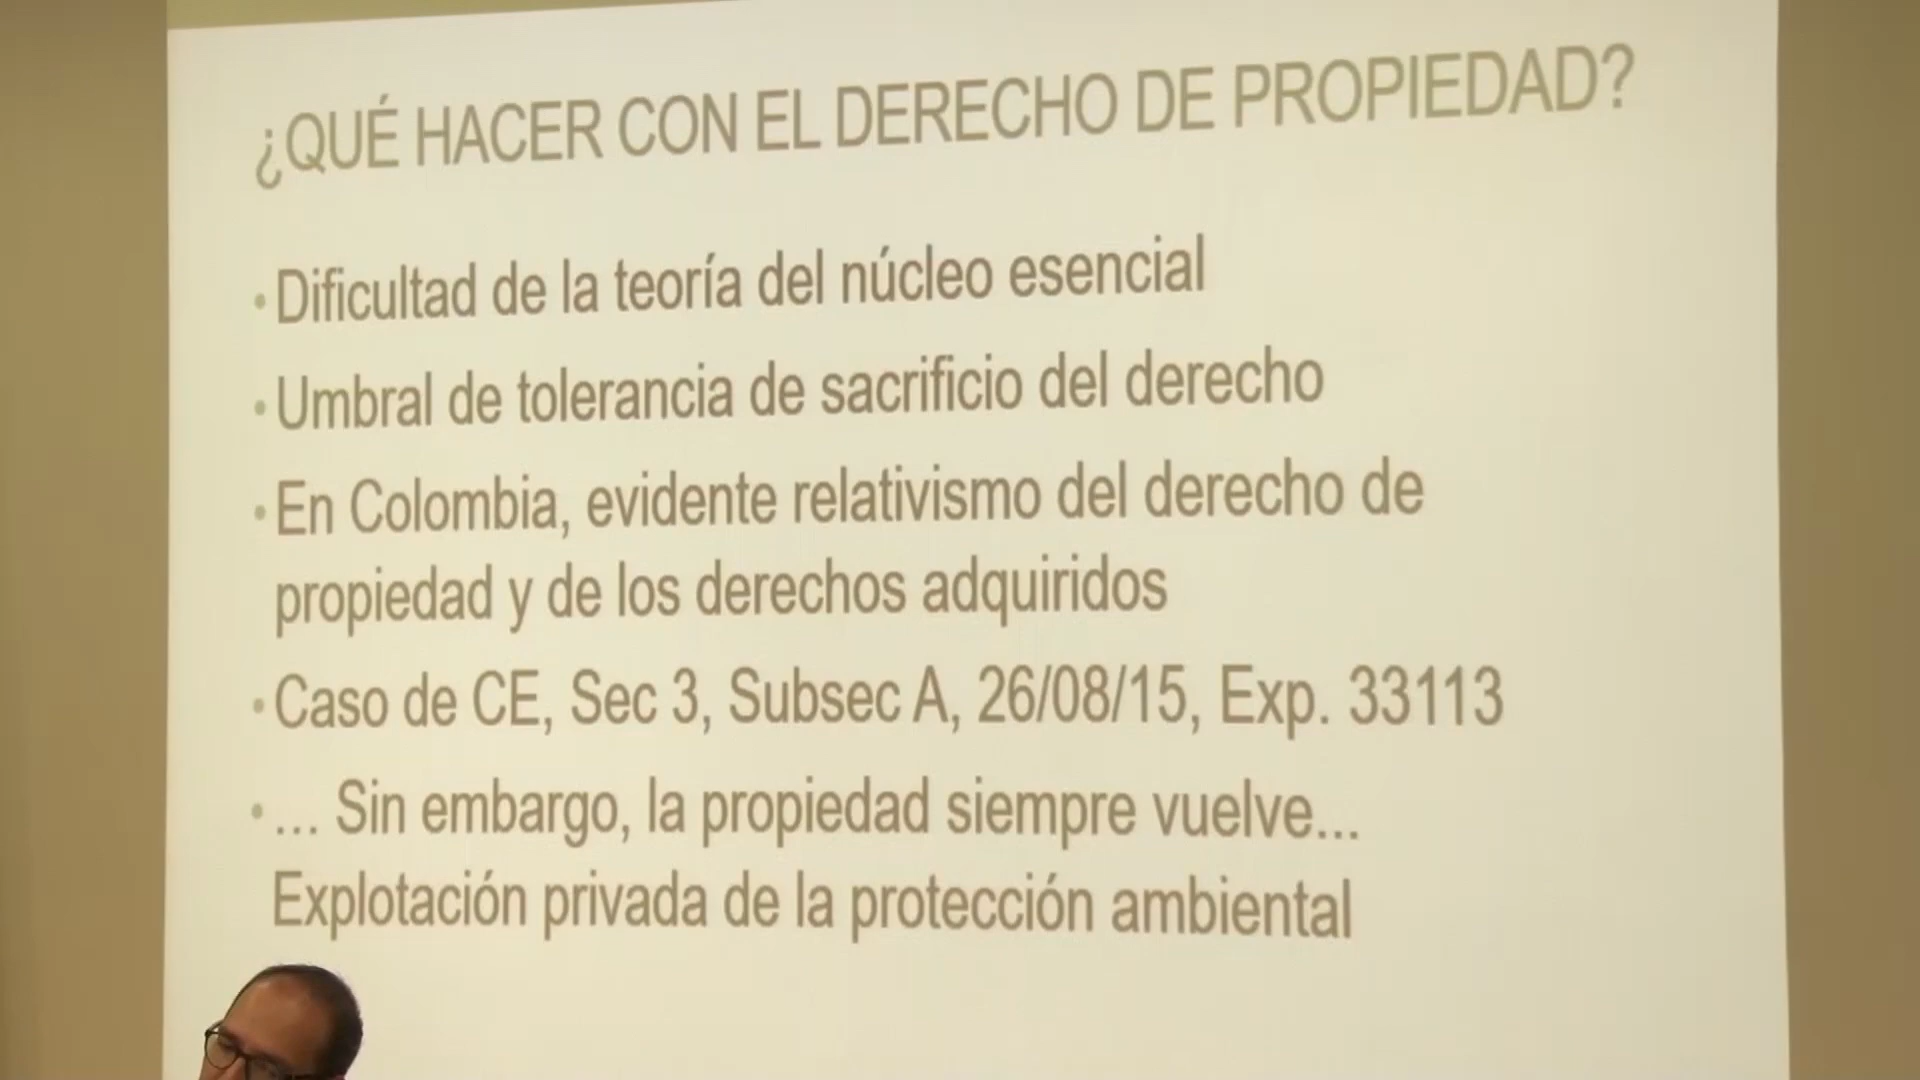 ¿QUÉ HACER CON EL DERECHO DE PROPIEDAD?
• Dificultad de la teoría del núcleo esencial
• Umbral de tolerancia de sacrificio del derecho
• En Colombia, evidente relativismo del derecho de
propiedad y de los derechos adquiridos
• Caso de CE, Sec 3, Subsec A, 26/08/15, Exp. 33113
• ... Sin embargo, la propiedad siempre vuelve...
Explotación privada de la protección ambiental